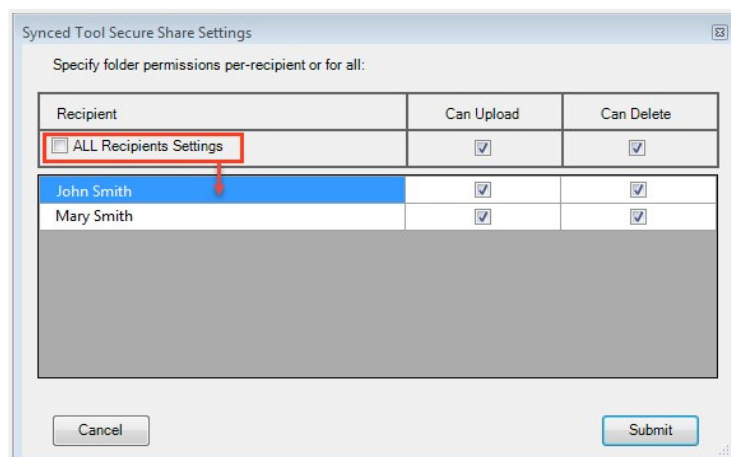 Synced Tool Secure Share Settings
Specify folder permissions per-recipient or for all:
Recipient Can Upload Can Delete
ALL Recipients Settings
John Smith
Mary Smith
Cancel Submit